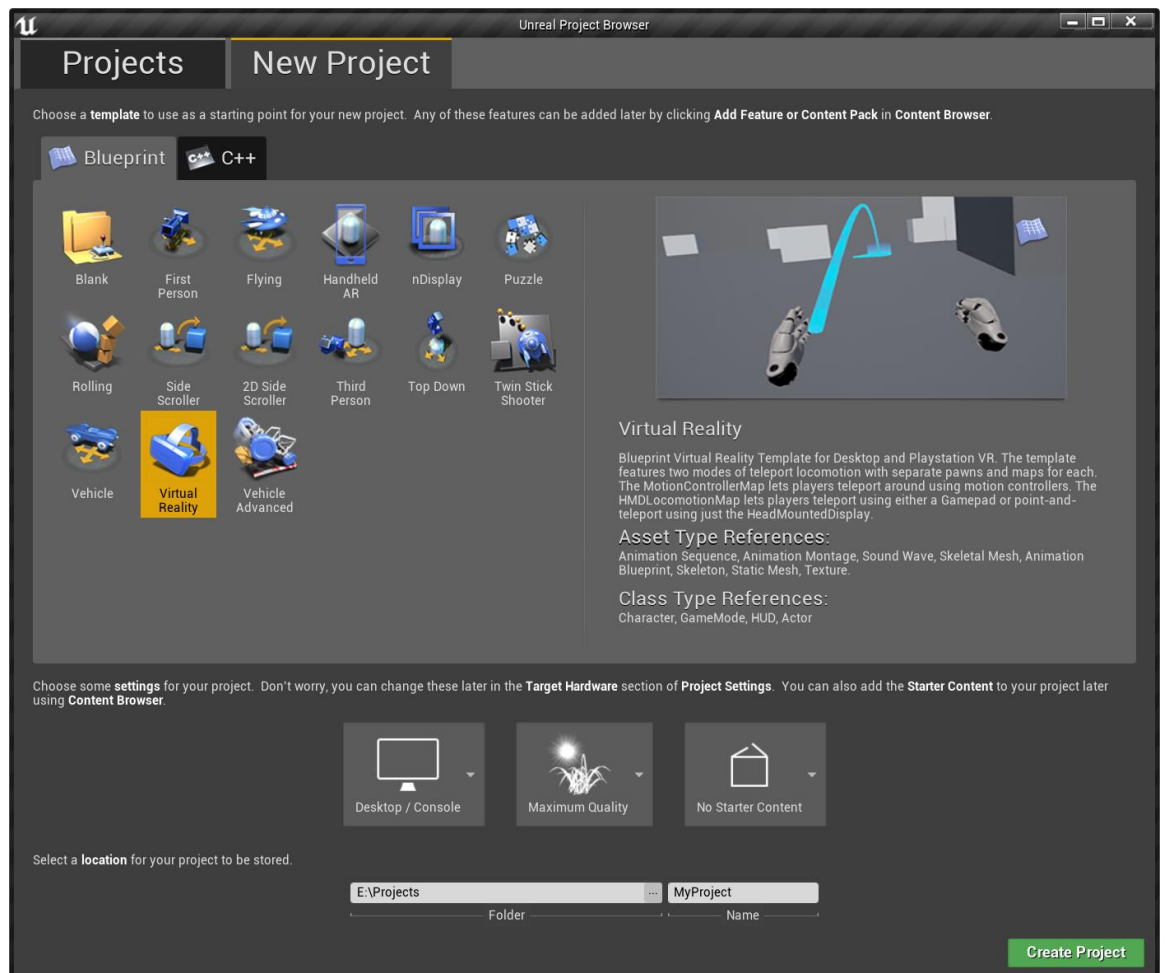 Unreal Project Browser
Projects
New Project
Choose a template to use as a starting point for your new project. Any of these features can be added later by clicking Add Feature or Content Pack in Content Browser.
Blueprint
C++
C++
Blank
First
Person
Flying
Handheld
AR
nDisplay
Puzzle
Rolling
Side
Scroller
2D Side
Scroller
Third
Person
Top Down
Twin Stick
Shooter
Vehicle
Virtual
Reality
Vehicle
Advanced
Virtual Reality
Blueprint Virtual Reality Template for Desktop and Playstation VR. The template
features two modes of teleport locomotion with separate pawns and maps for each.
The MotionControllerMap lets players teleport around using motion controllers. The
HMDLocomotionMap lets players teleport using either a Gamepad or point-and-
teleport using just the HeadMountedDisplay.
Asset Type References:
Animation Sequence, Animation Montage, Sound Wave, Skeletal Mesh, Animation
Blueprint, Skeleton, Static Mesh, Texture.
Class Type References:
Character, GameMode, HUD, Actor
Choose some settings for your project. Don't worry, you can change these later in the Target Hardware section of Project Settings. You can also add the Starter Content to your project later
using Content Browser.
Desktop / Console
Maximum Quality
No Starter Content
Select a location for your project to be stored.
E:\Projects
...
MyProject
Folder
Name
Create Project